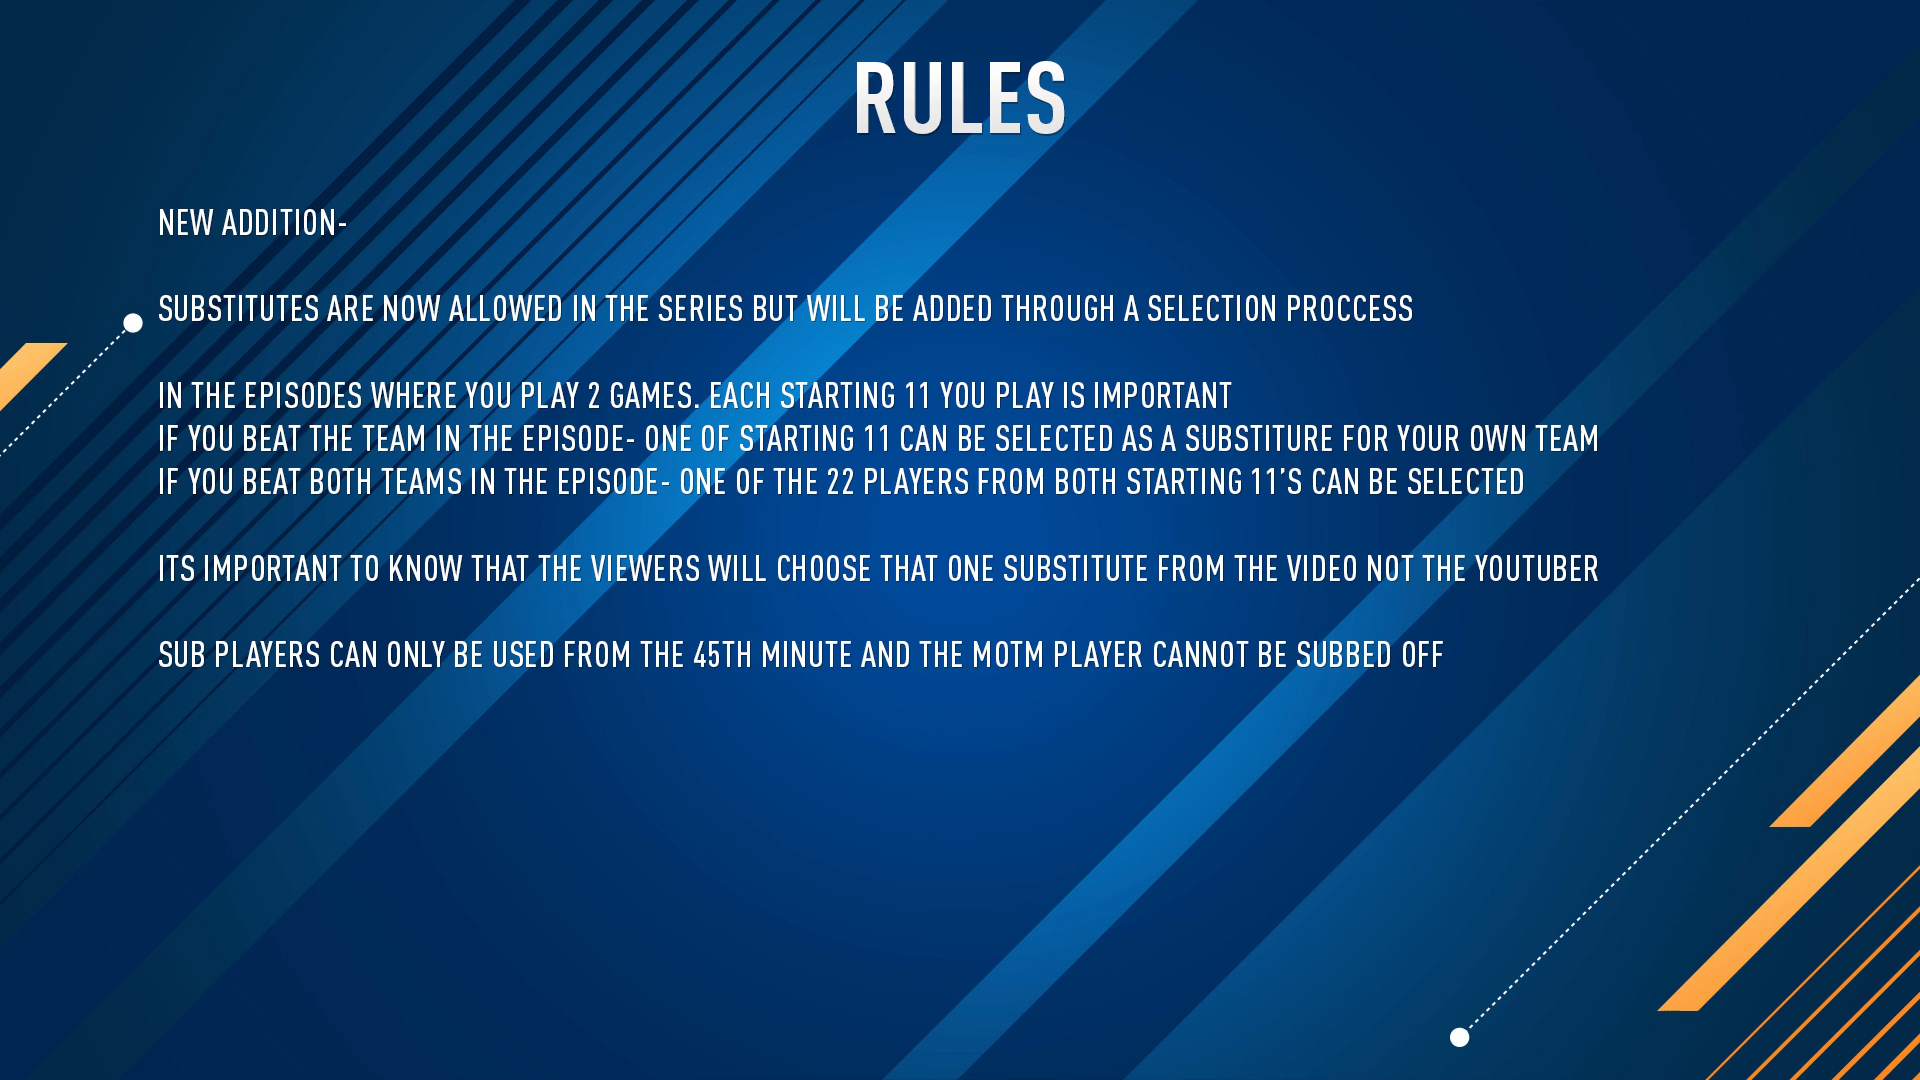 RULES
NEW ADDITION-
SUBSTITUTES ARE NOW ALLOWED IN THE SERIES BUT WILL BE ADDED THROUGH A SELECTION PROCCESS
IN THE EPISODES WHERE YOU PLAY 2 GAMES. EACH STARTING 11 YOU PLAY IS IMPORTANT
IF YOU BEAT THE TEAM IN THE EPISODE- ONE OF STARTING 11 CAN BE SELECTED AS A SUBSTITURE FOR YOUR OWN TEAM
IF YOU BEAT BOTH TEAMS IN THE EPISODE- ONE OF THE 22 PLAYERS FROM BOTH STARTING 11’S CAN BE SELECTED
ITS IMPORTANT TO KNOW THAT THE VIEWERS WILL CHOOSE THAT ONE SUBSTITUTE FROM THE VIDEO NOT THE YOUTUBER
SUB PLAYERS CAN ONLY BE USED FROM THE 45TH MINUTE AND THE MOTM PLAYER CANNOT BE SUBBED OFF